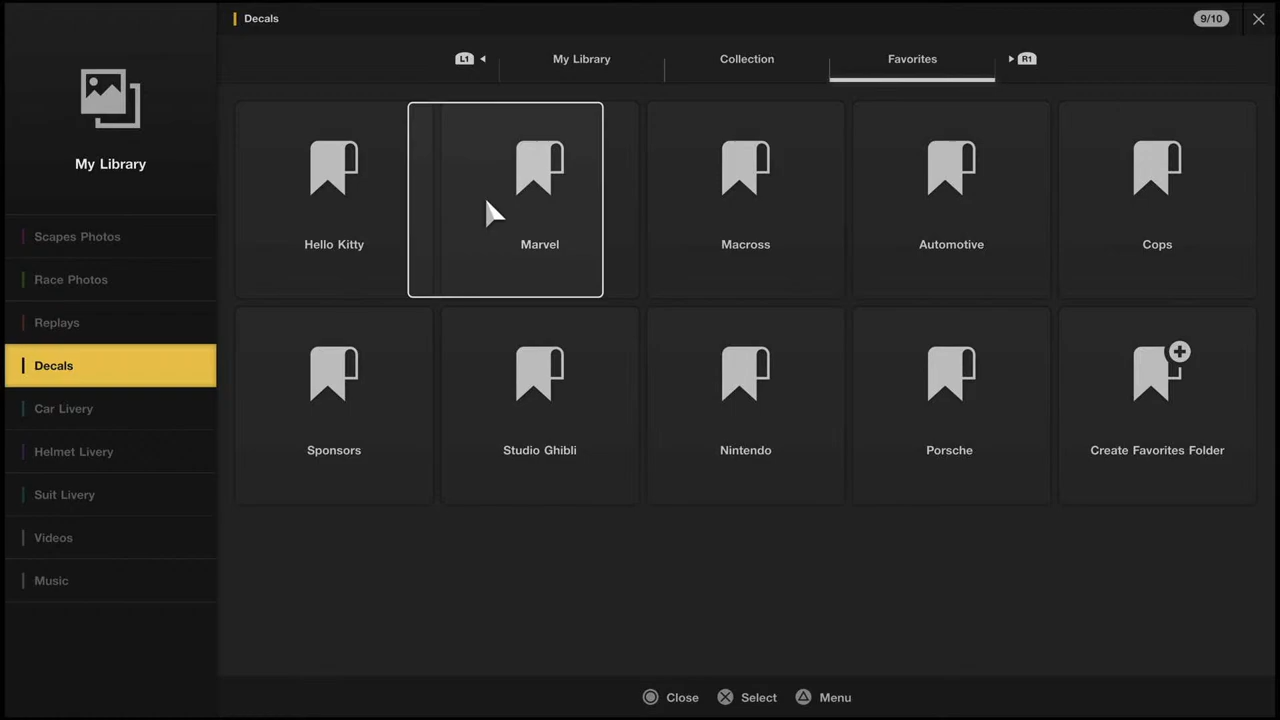 Decals
9/10
L1
My Library
Collection
Favorites
R1
My Library
Scapes Photos
Race Photos
Replays
Decals
Car Livery
Helmet Livery
Suit Livery
Videos
Music
Hello Kitty
Marvel
Macross
Automotive
Cops
Sponsors
Studio Ghibli
Nintendo
Porsche
Create Favorites Folder
Close
Select
Menu